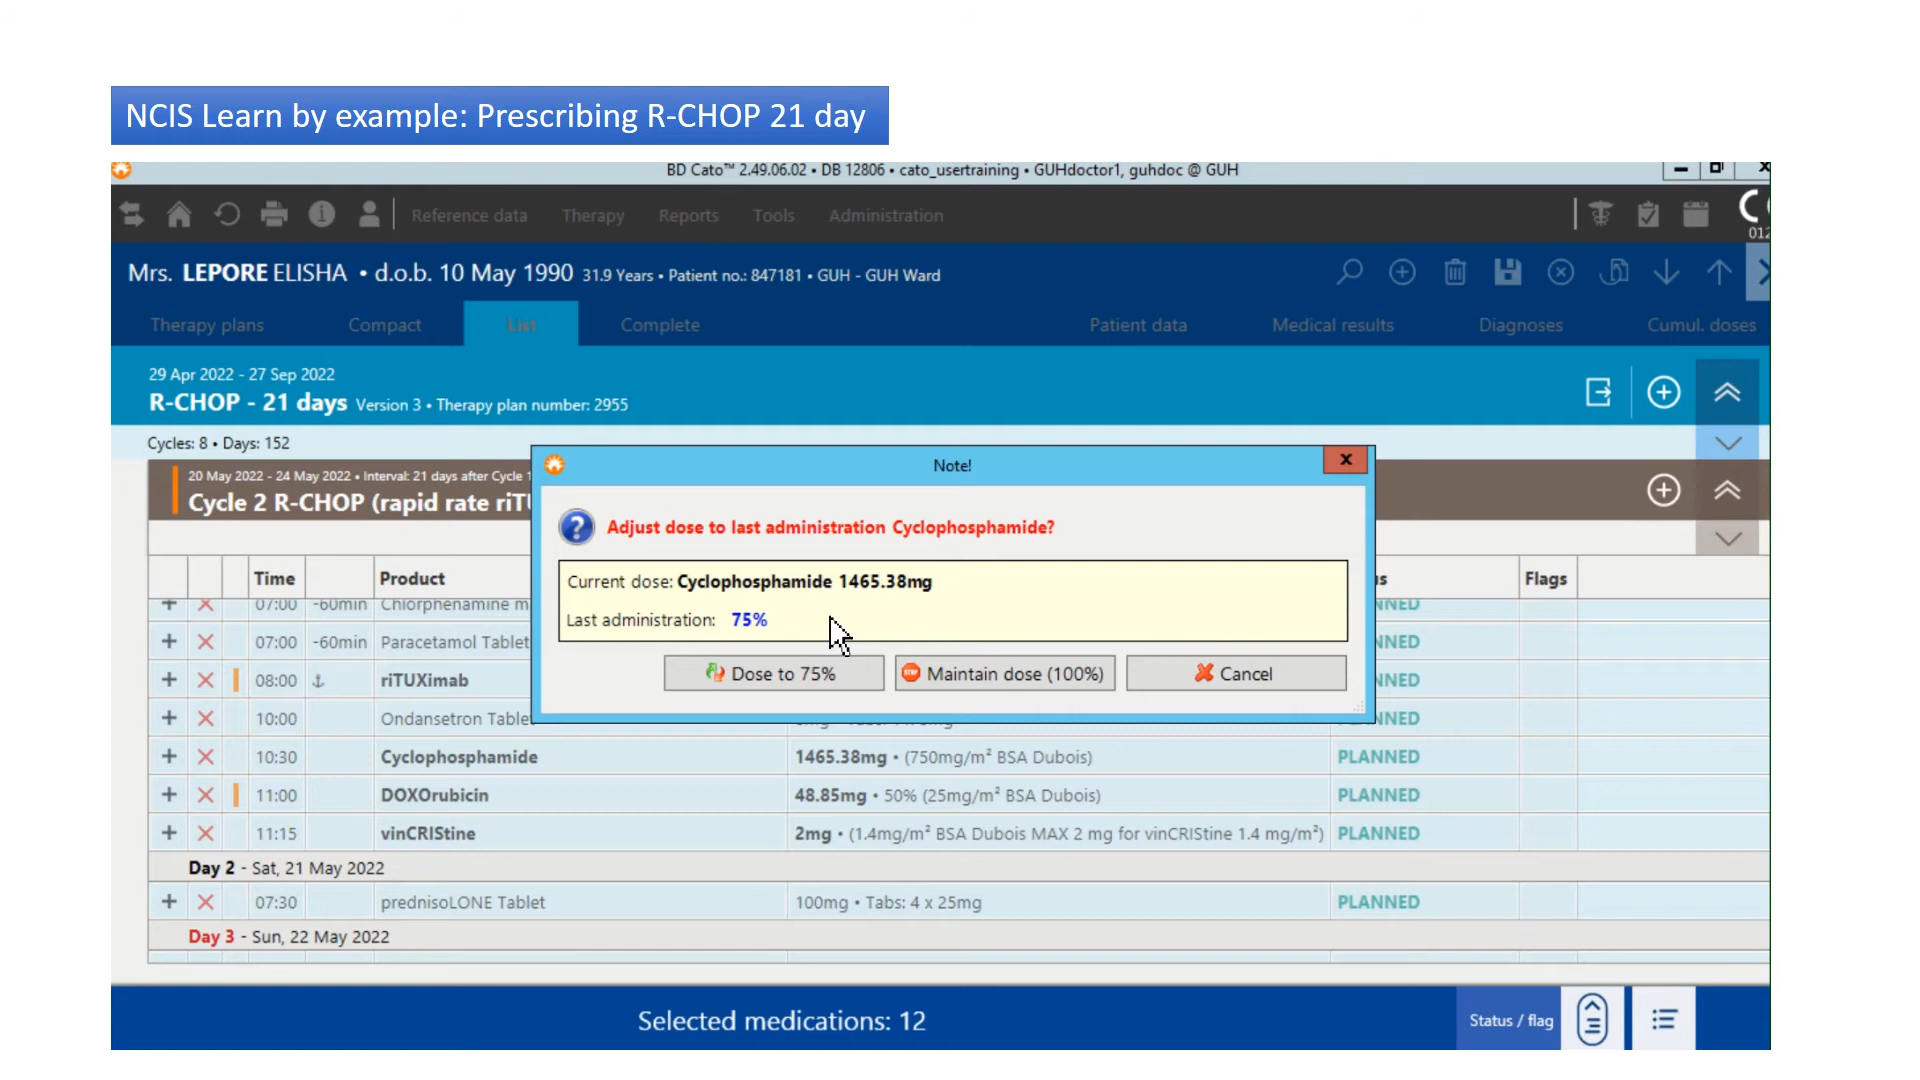 NCIS Learn by example: Prescribing R-CHOP 21 day
BD Cato™ 2.49.06.02 • DB 12806 • cato_usertraining • GUHdoctor1, guhdoc @ GUH
Reference data Therapy Reports Tools Administration
012
Mrs. LEPORE ELISHA • d.o.b. 10 May 1990 31.9 Years • Patient no.: 847181 • GUH - GUH Ward
Therapy plans Compact List Complete Patient data Medical results Diagnoses Cumul. doses
29 Apr 2022 - 27 Sep 2022
R-CHOP - 21 days Version 3 • Therapy plan number: 2955
Cycles: 8 • Days: 152
20 May 2022 - 24 May 2022 • Interval: 21 days after Cycle 1
Cycle 2 R-CHOP (rapid rate
Note!
Adjust dose to last administration Cyclophosphamide?
Current dose: Cyclophosphamide 1465.38mg
Last administration: 75%
Dose to 75% Maintain dose (100%) Cancel
Time Product Flags
07:00 -60min Chlorphenamine
07:00 -60min Paracetamol Tablet
08:00 riTUXimab
10:00 Ondansetron
10:30 Cyclophosphamide 1465.38mg • (750mg/m² BSA Dubois) PLANNED
11:00 DOXOrubicin 48.85mg • 50% (25mg/m² BSA Dubois) PLANNED
11:15 vinCRIStine 2mg • (1.4mg/m² BSA Dubois MAX 2 mg for vinCRIStine 1.4 mg/m²) PLANNED
Day 2 - Sat, 21 May 2022
07:30 prednisoLONE Tablet 100mg • Tabs: 4 x 25mg PLANNED
Day 3 - Sun, 22 May 2022
Selected medications: 12
Status / flag